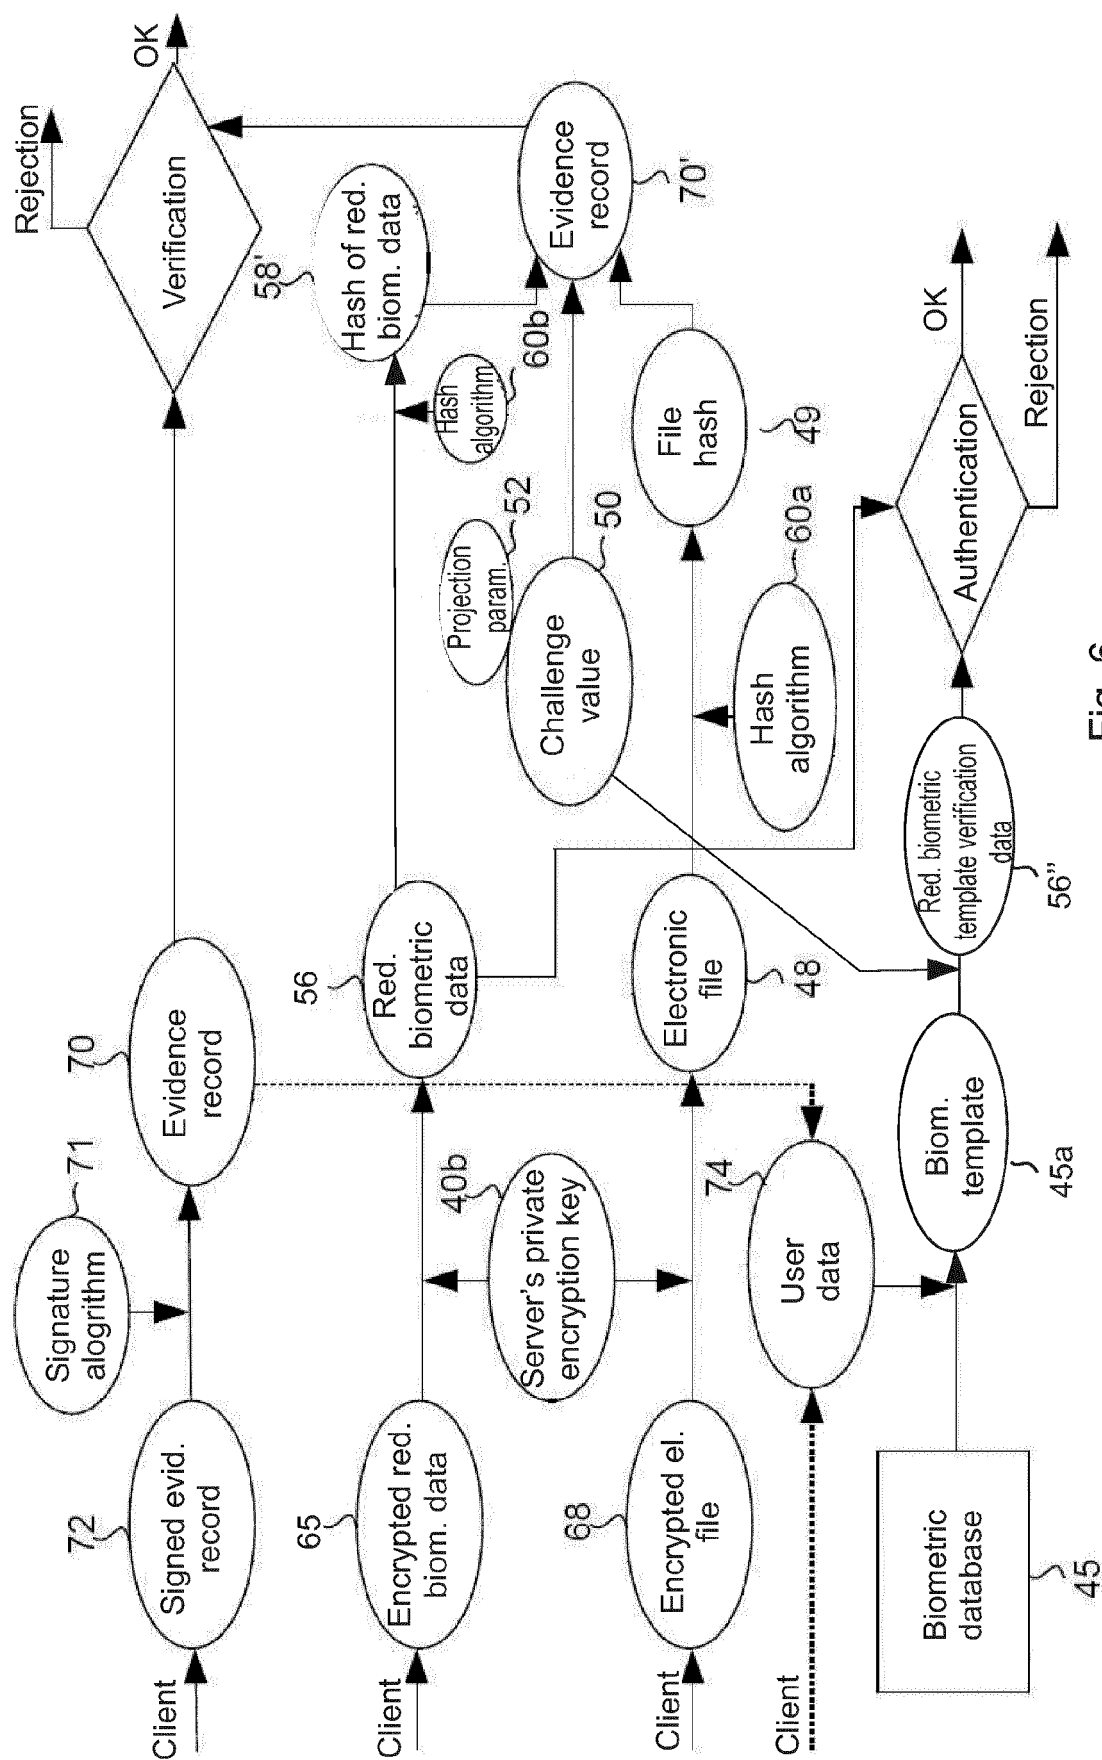 Client
72
Signed evid.
record
Signature
alogrithm
71
70
Evidence
record
Verification
Rejection
OK
Client
65
Encrypted red.
biom. data
56
Red.
biometric
data
Hash
algorithm
60b
58'
Hash of red.
biom. data
40b
Server's private
encryption key
Projection
param.
52
Challenge
value
50
Evidence
record
70'
Client
68
Encrypted el.
file
Electronic
file
48
Hash
algorithm
60a
File
hash
49
Client
74
User
data
Biometric
database
45
Biom.
template
45a
Red. biometric
template verification
data
56"
Authentication
OK
Rejection
Fig. 6